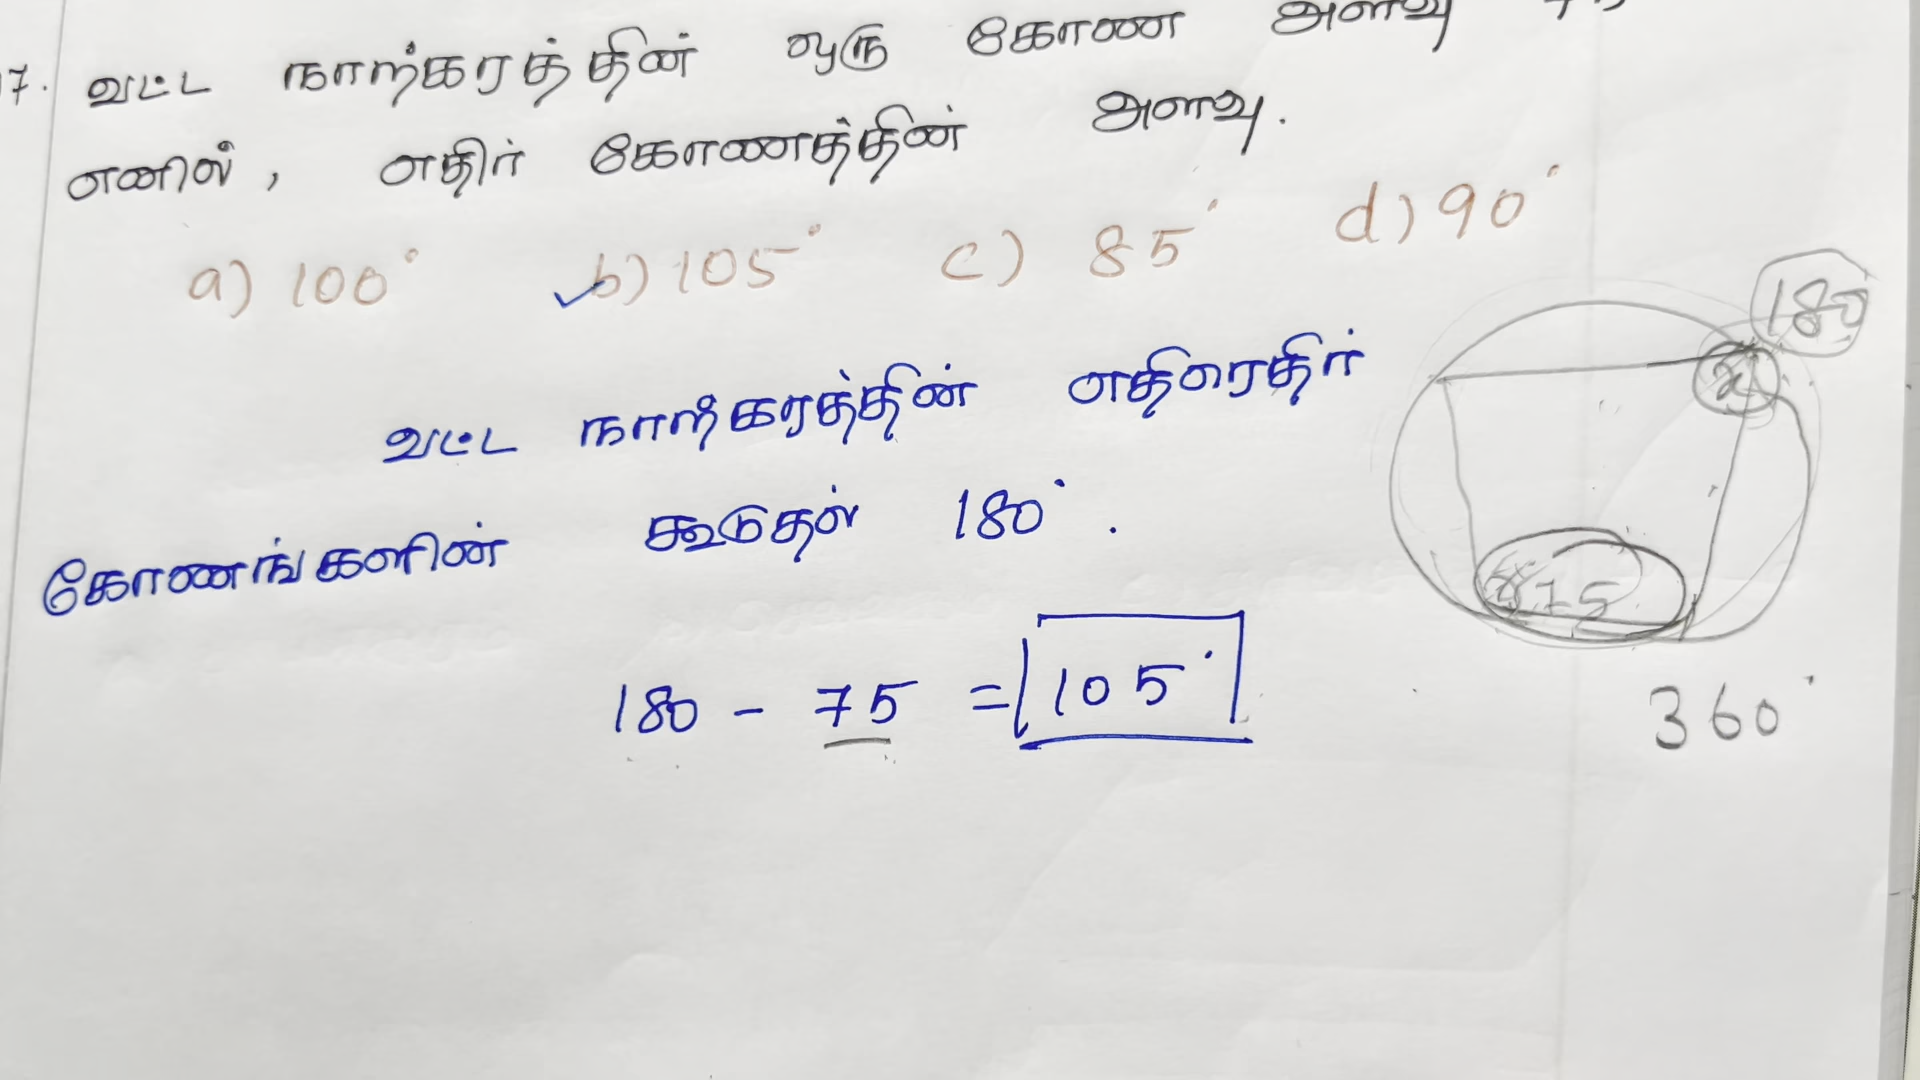 7. வட்ட நாற்கரத்தின் ஒரு கோண அளவு
எனில், எதிர் கோணத்தின் அளவு.
a) 100° b) 105° c) 85° d) 90°
180
வட்ட நாற்கரத்தின் எதிரெதிர்
கோணங்களின் கூடுதல் 180°.
x
75
180 - 75 = 105°
360°